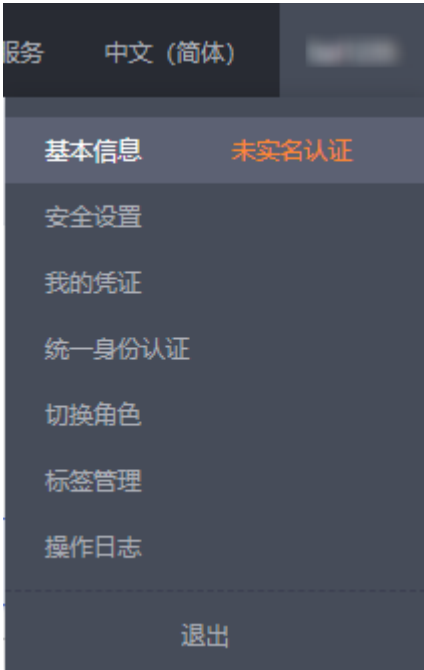 服务 中文（简体）
基本信息 未实名认证
安全设置
我的凭证
统一身份认证
切换角色
标签管理
操作日志
退出